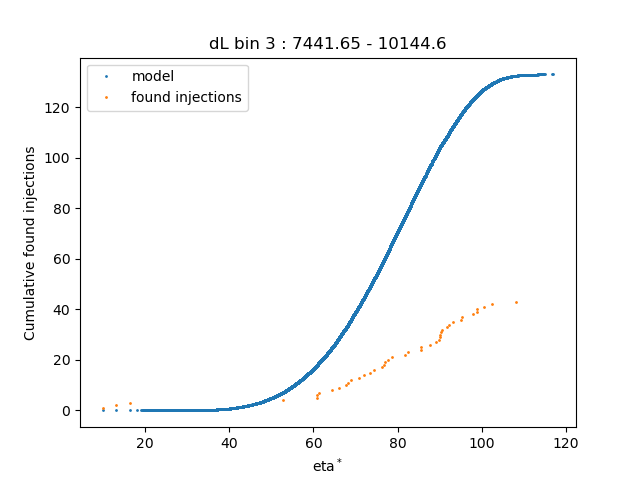 dL bin 3 : 7441.65 - 10144.6
model
found injections
Cumulative found injections
120
100
80
60
40
20
0
20 40 60 80 100 120
eta*